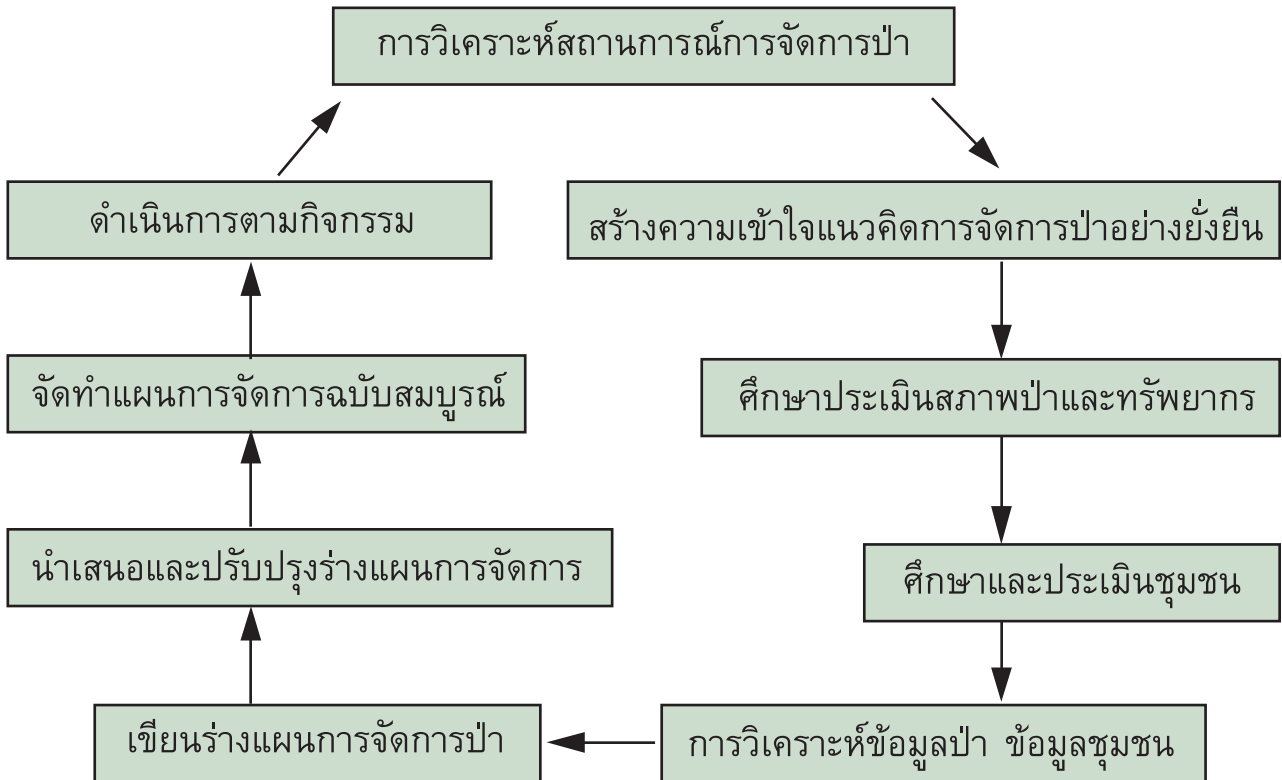 การวิเคราะห์สถานการณ์การจัดการป่า
ดำเนินการตามกิจกรรม
สร้างความเข้าใจแนวคิดการจัดการป่าอย่างยั่งยืน
จัดทำแผนการจัดการฉบับสมบูรณ์
ศึกษาประเมินสภาพป่าและทรัพยากร
นำเสนอและปรับปรุงร่างแผนการจัดการ
ศึกษาและประเมินชุมชน
เขียนร่างแผนการจัดการป่า
การวิเคราะห์ข้อมูลป่า ข้อมูลชุมชน